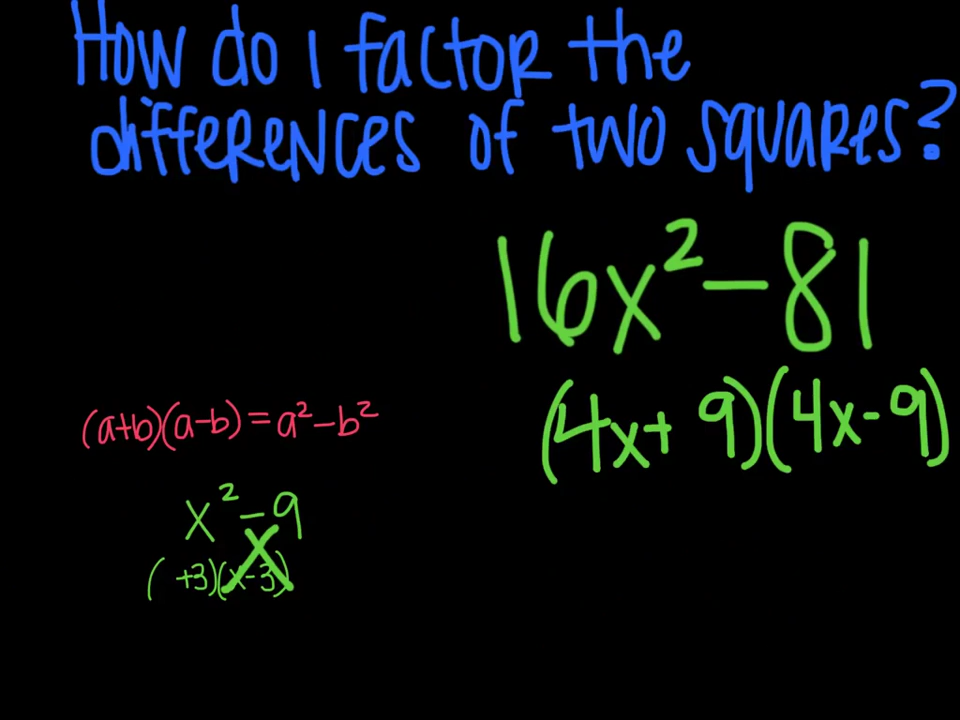 How do I factor the
differences of two squares?
16x² − 81
(4x + 9)(4x − 9)
(a+b)(a−b) = a² − b²
x² − 9
( +3)(x−3)
X